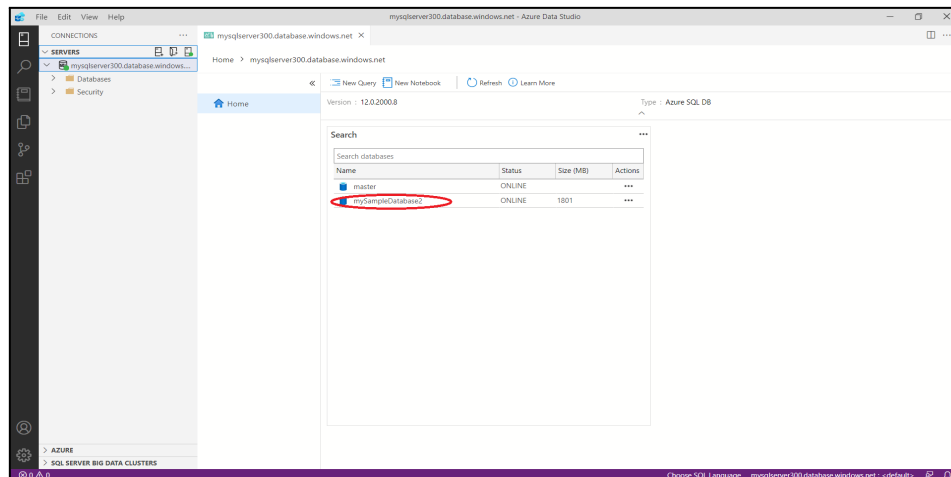 File Edit View Help
mysqlserver300.database.windows.net - Azure Data Studio
CONNECTIONS
mysqlserver300.database.windows.net
SERVERS
mysqlserver300.database.windows...
Databases
Security
AZURE
SQL SERVER BIG DATA CLUSTERS
Home > mysqlserver300.database.windows.net
New Query New Notebook Refresh Learn More
Home
Version : 12.0.2000.8
Type : Azure SQL DB
Search
Search databases
Name Status Size (MB) Actions
master ONLINE
mySampleDatabase2 ONLINE 1801
0 0 Choose SQL Language mysqlserver300.database.windows.net : <default>